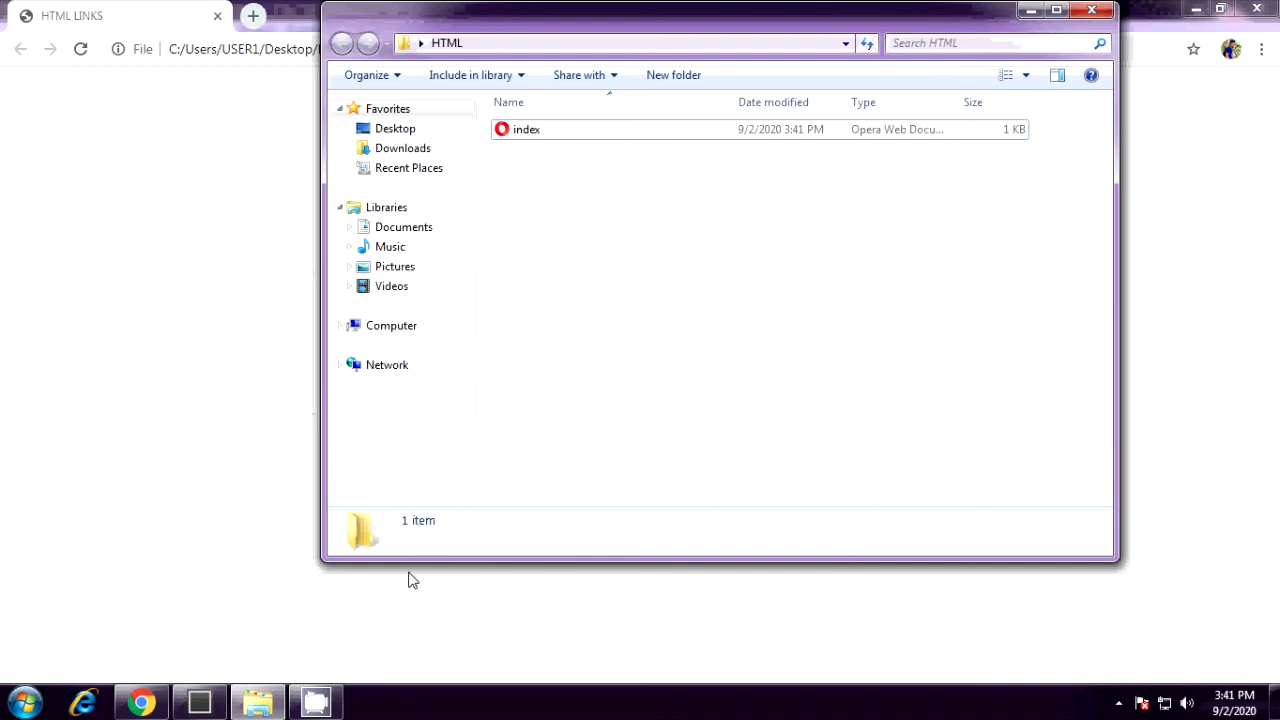 HTML LINKS
File
C:/Users/USER1/Desktop/
HTML
Search HTML
Organize
Include in library
Share with
New folder
Name
Date modified
Type
Size
index
9/2/2020 3:41 PM
Opera Web Docu...
1 KB
Favorites
Desktop
Downloads
Recent Places
Libraries
Documents
Music
Pictures
Videos
Computer
Network
1 item
3:41 PM
9/2/2020